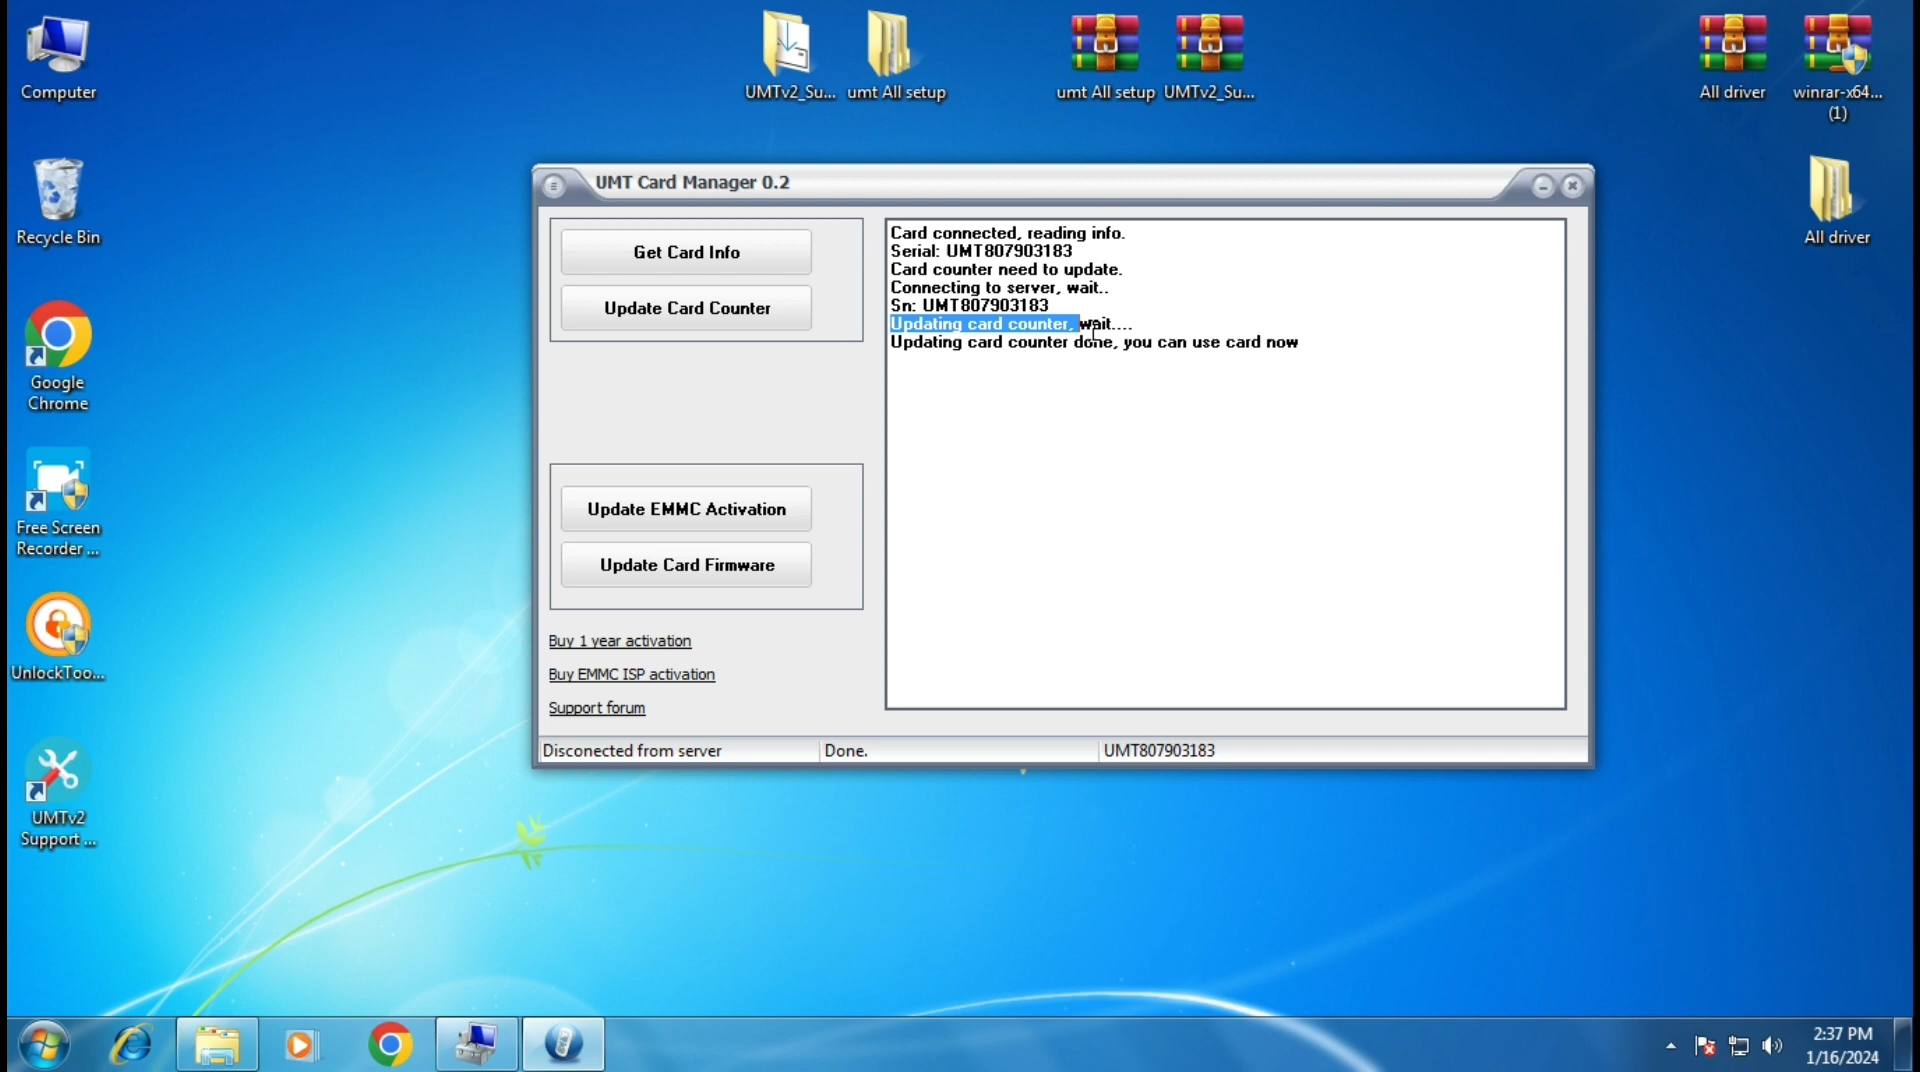 Computer
UMTv2_Su...
umt All setup
umt All setup
UMTv2_Su...
All driver
winrar-x64...
(1)
Recycle Bin
All driver
Google
Chrome
Free Screen
Recorder ...
UnlockToo...
UMTv2
Support ...
UMT Card Manager 0.2
Get Card Info
Update Card Counter
Update EMMC Activation
Update Card Firmware
Buy 1 year activation
Buy EMMC ISP activation
Support forum
Card connected, reading info.
Serial: UMT807903183
Card counter need to update.
Connecting to server, wait..
Sn: UMT807903183
Updating card counter, wait....
Updating card counter done, you can use card now
Disconected from server
Done.
UMT807903183
2:37 PM
1/16/2024